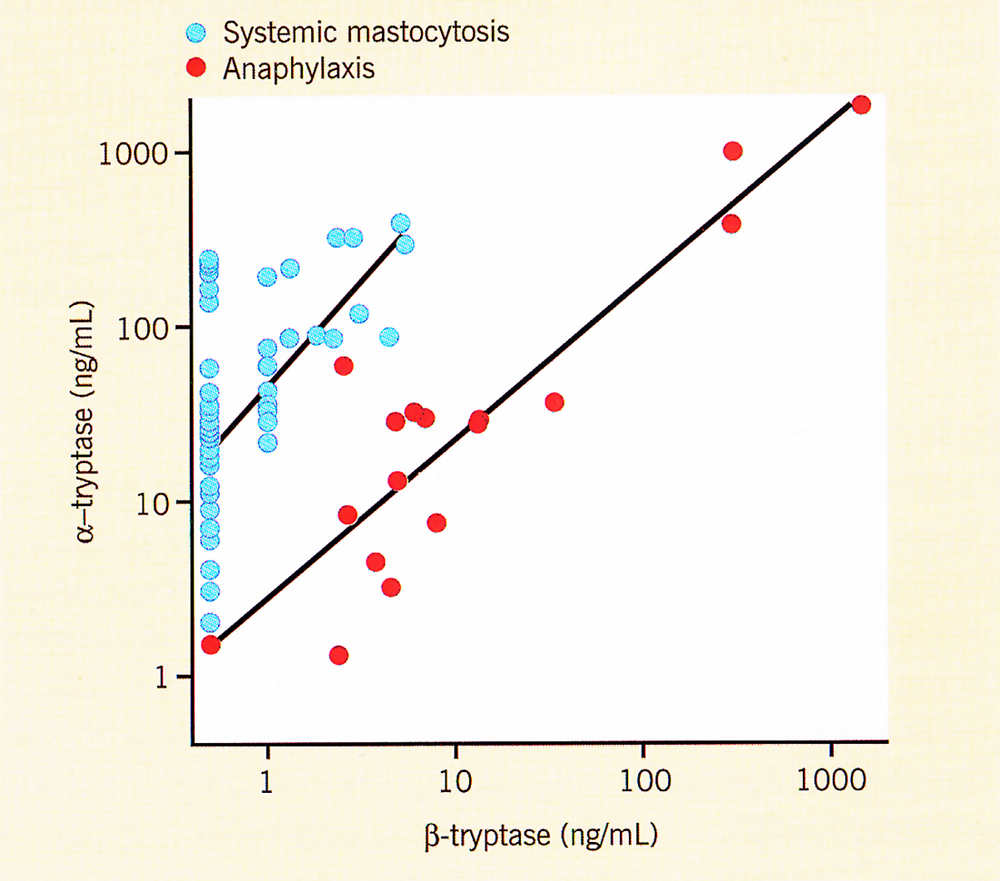 Systemic mastocytosis
Anaphylaxis
1000
100
10
1
α–tryptase (ng/mL)
1
10
100
1000
β-tryptase (ng/mL)